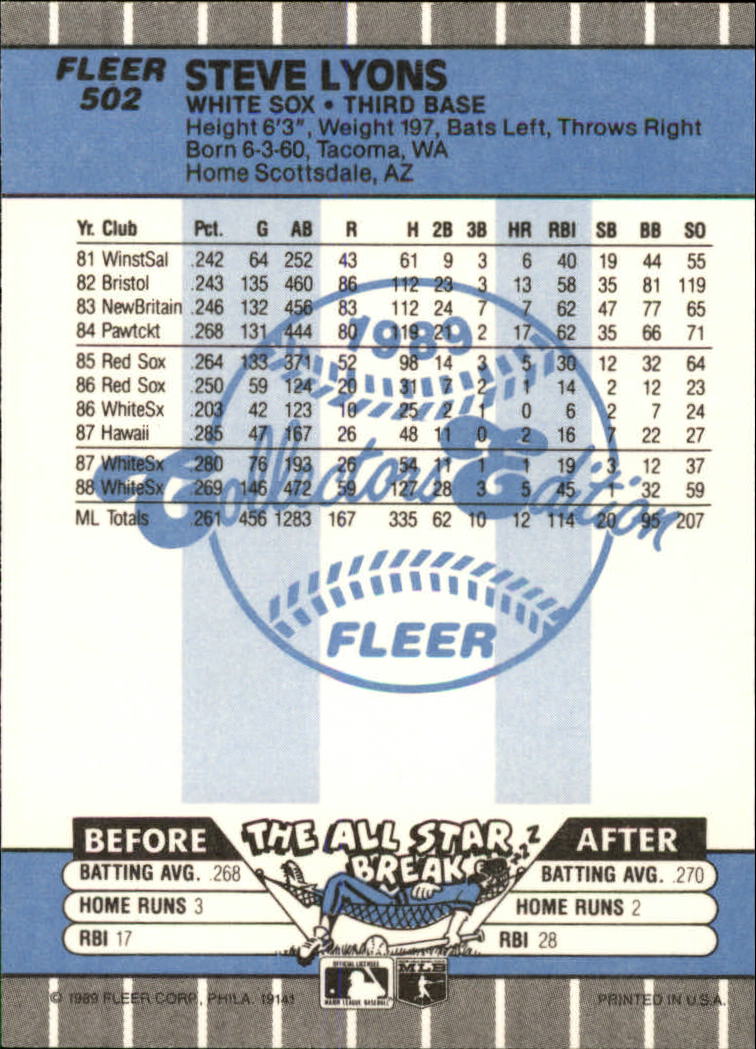 FLEER
502
STEVE LYONS
WHITE SOX • THIRD BASE
Height 6'3", Weight 197, Bats Left, Throws Right
Born 6-3-60, Tacoma, WA
Home Scottsdale, AZ
Yr. Club Pct. G AB R H 2B 3B HR RBI SB BB SO
81 WinstSal .242 64 252 43 61 9 3 6 40 19 44 55
82 Bristol .243 135 460 86 112 23 3 13 58 35 81 119
83 NewBritain .246 132 456 83 112 24 7 7 62 47 77 65
84 Pawtckt .268 131 444 80 119 21 2 17 62 35 66 71
85 Red Sox .264 133 371 52 98 14 3 5 30 12 32 64
86 Red Sox .250 59 124 20 31 7 2 1 14 2 12 23
86 WhiteSx .203 42 123 10 25 2 1 0 6 2 7 24
87 Hawaii .285 47 167 26 48 11 0 2 16 7 22 27
87 WhiteSx .280 76 193 26 54 11 1 1 19 3 12 37
88 WhiteSx .269 146 472 59 127 28 3 5 45 1 32 59
ML Totals .261 456 1283 167 335 62 10 12 114 20 95 207
1989
Collectors' Edition
FLEER
BEFORE THE ALL STAR BREAK ZZZ AFTER
BATTING AVG. .268 BATTING AVG. .270
HOME RUNS 3 HOME RUNS 2
RBI 17 RBI 28
OFFICIAL LICENSEE
MAJOR LEAGUE BASEBALL
MLB
© 1989 FLEER CORP., PHILA. 19141 PRINTED IN U.S.A.